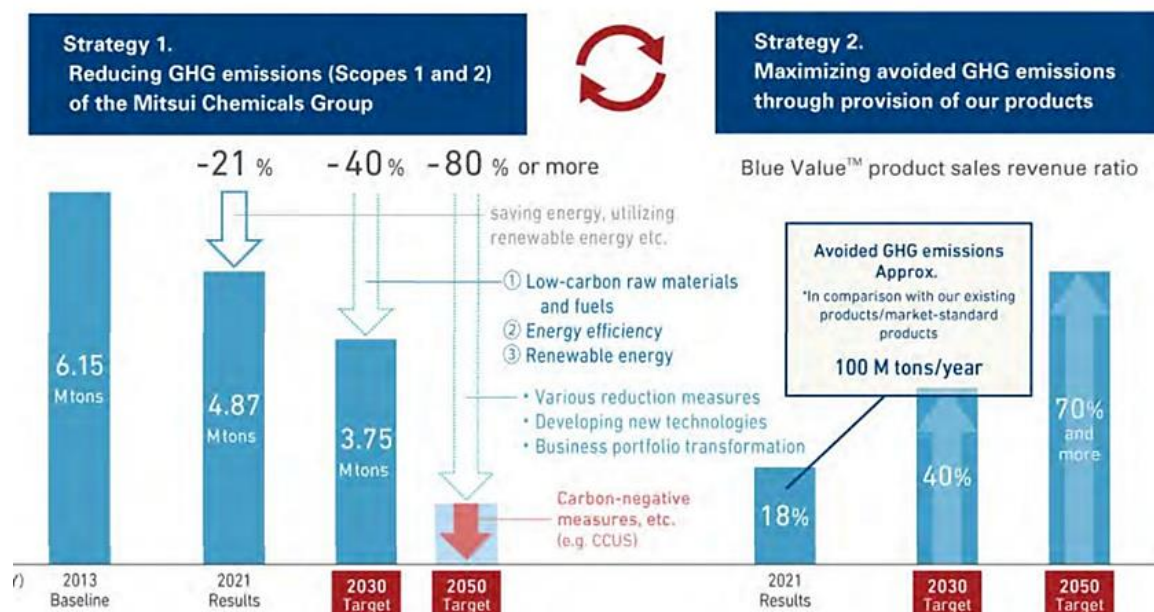 Strategy 1.
Reducing GHG emissions (Scopes 1 and 2)
of the Mitsui Chemicals Group
Strategy 2.
Maximizing avoided GHG emissions
through provision of our products
-21 %
-40 %
-80 % or more
saving energy, utilizing
renewable energy etc.
① Low-carbon raw materials
and fuels
② Energy efficiency
③ Renewable energy
• Various reduction measures
• Developing new technologies
• Business portfolio transformation
Carbon-negative
measures, etc.
(e.g. CCUS)
6.15
M tons
4.87
M tons
3.75
M tons
Y)
2013
Baseline
2021
Results
2030
Target
2050
Target
Blue Value™ product sales revenue ratio
Avoided GHG emissions
Approx.
*In comparison with our existing
products/market-standard
products
100 M tons/year
18%
40%
70%
and
more
2021
Results
2030
Target
2050
Target